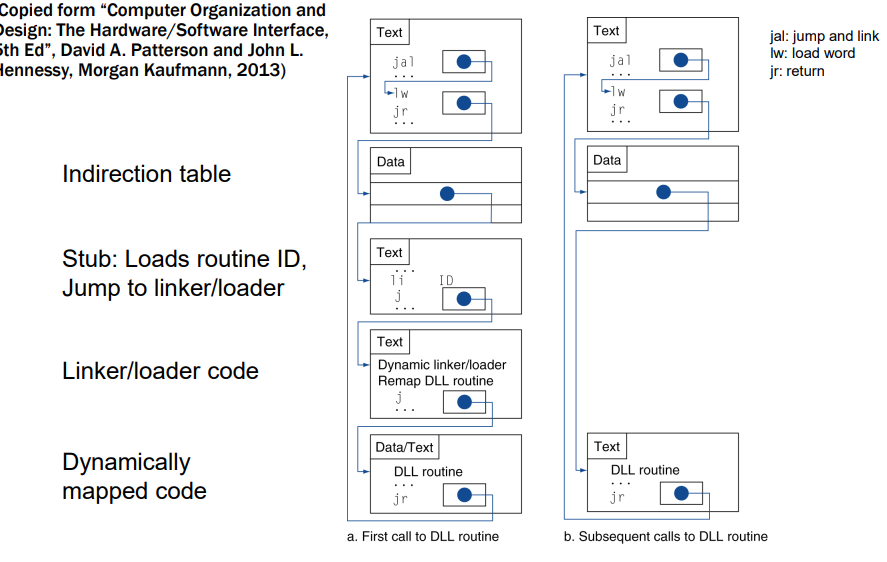 Copied form “Computer Organization and
Design: The Hardware/Software Interface,
5th Ed”, David A. Patterson and John L.
Hennessy, Morgan Kaufmann, 2013)
jal: jump and link
lw: load word
jr: return
Indirection table
Stub: Loads routine ID,
Jump to linker/loader
Linker/loader code
Dynamically
mapped code
Text
jal
...
lw
jr
...
Data
Text
...
li ID
j
...
Text
Dynamic linker/loader
Remap DLL routine
j
...
Data/Text
DLL routine
...
jr
a. First call to DLL routine
Text
jal
...
lw
jr
...
Data
Text
DLL routine
...
jr
b. Subsequent calls to DLL routine